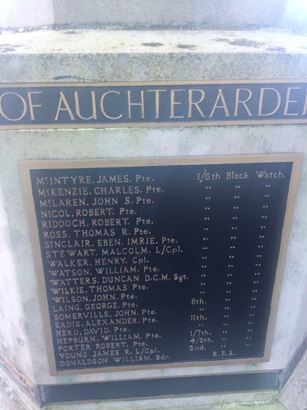 OF AUCHTERARDE
McINTYRE, JAMES, Pte. 1/6th Black Watch.
McKENZIE, CHARLES, Pte. " " "
McLAREN, JOHN S. Pte. " " "
NICOL, ROBERT, Pte. " " "
RIDDOCH, ROBERT, Pte. " " "
ROSS, THOMAS R. Pte. " " "
SINCLAIR, EBEN. IMRIE, Pte. " " "
STEWART, MALCOLM, L/Cpl. " " "
WALKER, HENRY, Cpl. " " "
WATSON, WILLIAM, Pte. " " "
WATTERS, DUNCAN D.C.M. Sgt. " " "
WILKIE, THOMAS Pte. " " "
WILSON, JOHN, Pte. " " "
LAING, GEORGE, Pte. 8th. " "
SOMERVILLE, JOHN, Pte. " " "
EADIE, ALEXANDER, Pte. 11th. " "
HERD, DAVID, Pte. " " "
HEPBURN, WILLIAM, Pte. 1/7th. " "
PORTER ROBERT, Pte. 4/5th. " "
YOUNG JAMES R. L/Cpl. 2nd. " "
DONALDSON WILLIAM, Bdr. R.F.A.